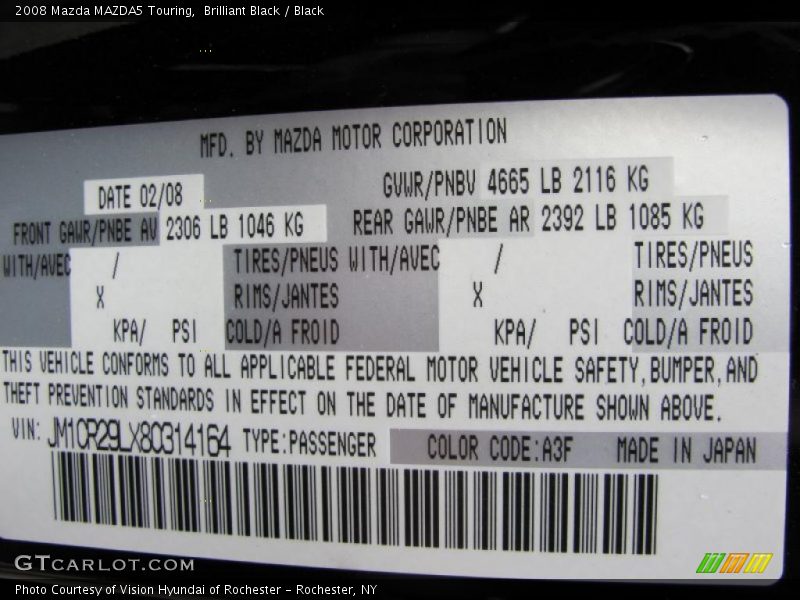 2008 Mazda MAZDA5 Touring,  Brilliant Black / Black
MFD. BY MAZDA MOTOR CORPORATION
DATE 02/08 GVWR/PNBV 4665 LB 2116 KG
FRONT GAWR/PNBE AV 2306 LB 1046 KG REAR GAWR/PNBE AR 2392 LB 1085 KG
WITH/AVEC / TIRES/PNEUS WITH/AVEC / TIRES/PNEUS
X RIMS/JANTES X RIMS/JANTES
KPA/ PSI COLD/A FROID KPA/ PSI COLD/A FROID
THIS VEHICLE CONFORMS TO ALL APPLICABLE FEDERAL MOTOR VEHICLE SAFETY, BUMPER, AND
THEFT PREVENTION STANDARDS IN EFFECT ON THE DATE OF MANUFACTURE SHOWN ABOVE.
VIN: JM1CR29LX80314164 TYPE:PASSENGER COLOR CODE:A3F MADE IN JAPAN
GTCARLOT.COM
Photo Courtesy of Vision Hyundai of Rochester - Rochester, NY